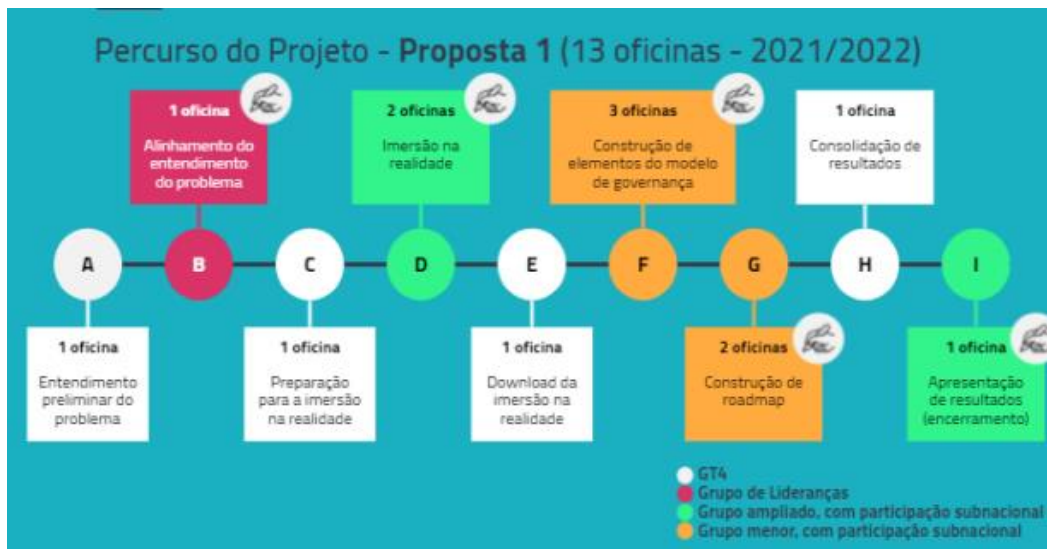 Percurso do Projeto - Proposta 1 (13 oficinas - 2021/2022)
1 oficina
Alinhamento do
entendimento
do problema
2 oficinas
Imersão na
realidade
3 oficinas
Construção de
elementos do modelo
de governança
1 oficina
Consolidação de
resultados
A
B
C
D
E
F
G
H
I
1 oficina
Entendimento
preliminar do
problema
1 oficina
Preparação
para a imersão
na realidade
1 oficina
Download da
imersão na
realidade
2 oficinas
Construção de
roadmap
1 oficina
Apresentação
de resultados
(encerramento)
GT4
Grupo de Lideranças
Grupo ampliado, com participação subnacional
Grupo menor, com participação subnacional